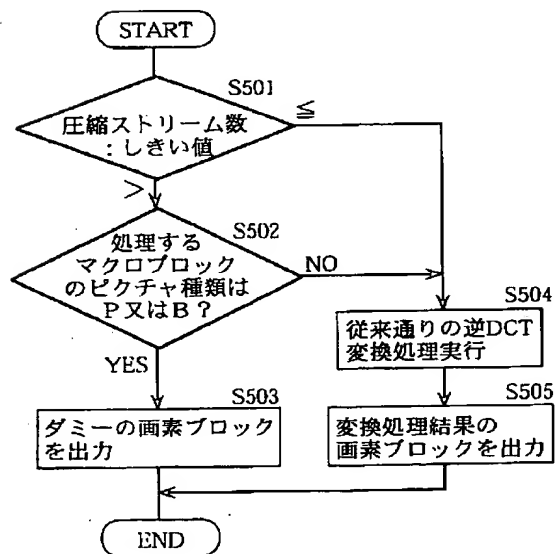 START
S501
圧縮ストリーム数
：しきい値
≦
＞
S502
処理する
マクロブロック
のピクチャ種類は
P又はB？
NO
YES
S504
従来通りの逆DCT
変換処理実行
S503
ダミーの画素ブロック
を出力
S505
変換処理結果の
画素ブロックを出力
END